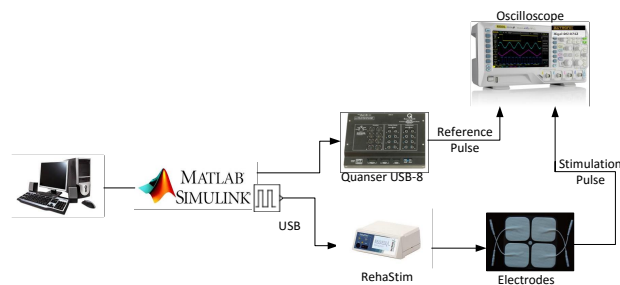 Oscilloscope
Reference
Pulse
Stimulation
Pulse
Quanser USB-8
MATLAB
SIMULINK
USB
RehaStim
Electrodes